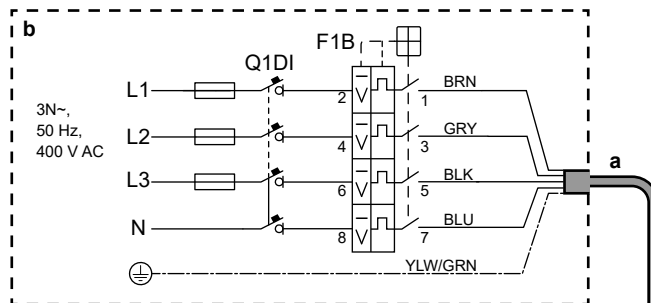 b
F1B
Q1DI
3N~,
50 Hz,
400 V AC
L1 2 1 BRN
L2 4 3 GRY
L3 6 5 BLK
N 8 7 BLU
YLW/GRN
a